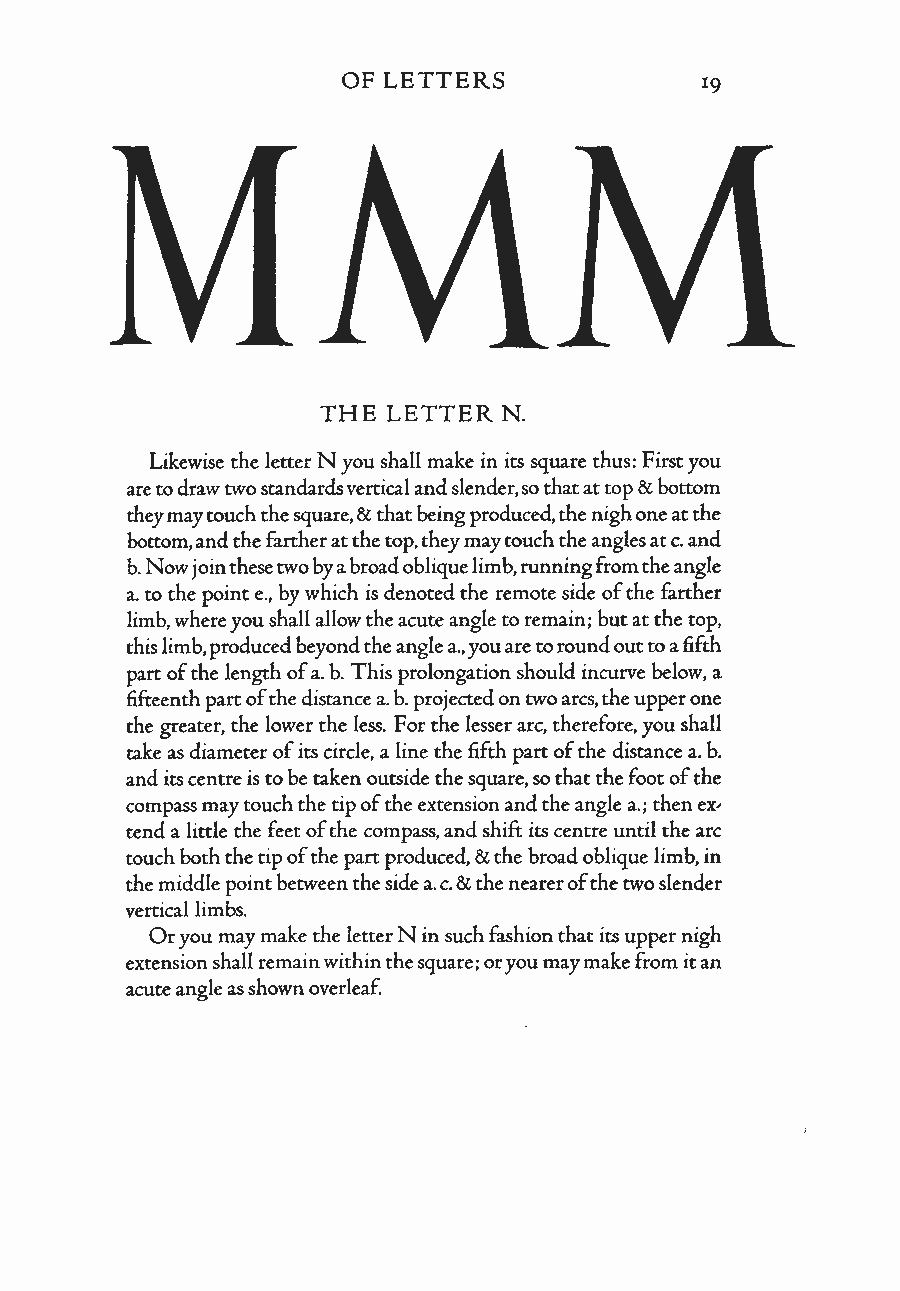 OF LETTERS 19
M M M
THE LETTER N.
Likewise the letter N you shall make in its square thus: First you
are to draw two standards vertical and slender, so that at top & bottom
they may touch the square, & that being produced, the nigh one at the
bottom, and the farther at the top, they may touch the angles at c. and
b. Now join these two by a broad oblique limb, running from the angle
a. to the point e., by which is denoted the remote side of the farther
limb, where you shall allow the acute angle to remain; but at the top,
this limb, produced beyond the angle a., you are to round out to a fifth
part of the length of a. b. This prolongation should incurve below, a
fifteenth part of the distance a. b. projected on two arcs, the upper one
the greater, the lower the less. For the lesser arc, therefore, you shall
take as diameter of its circle, a line the fifth part of the distance a. b.
and its centre is to be taken outside the square, so that the foot of the
compass may touch the tip of the extension and the angle a.; then ex-
tend a little the feet of the compass, and shift its centre until the arc
touch both the tip of the part produced, & the broad oblique limb, in
the middle point between the side a. c. & the nearer of the two slender
vertical limbs.
Or you may make the letter N in such fashion that its upper nigh
extension shall remain within the square; or you may make from it an
acute angle as shown overleaf.